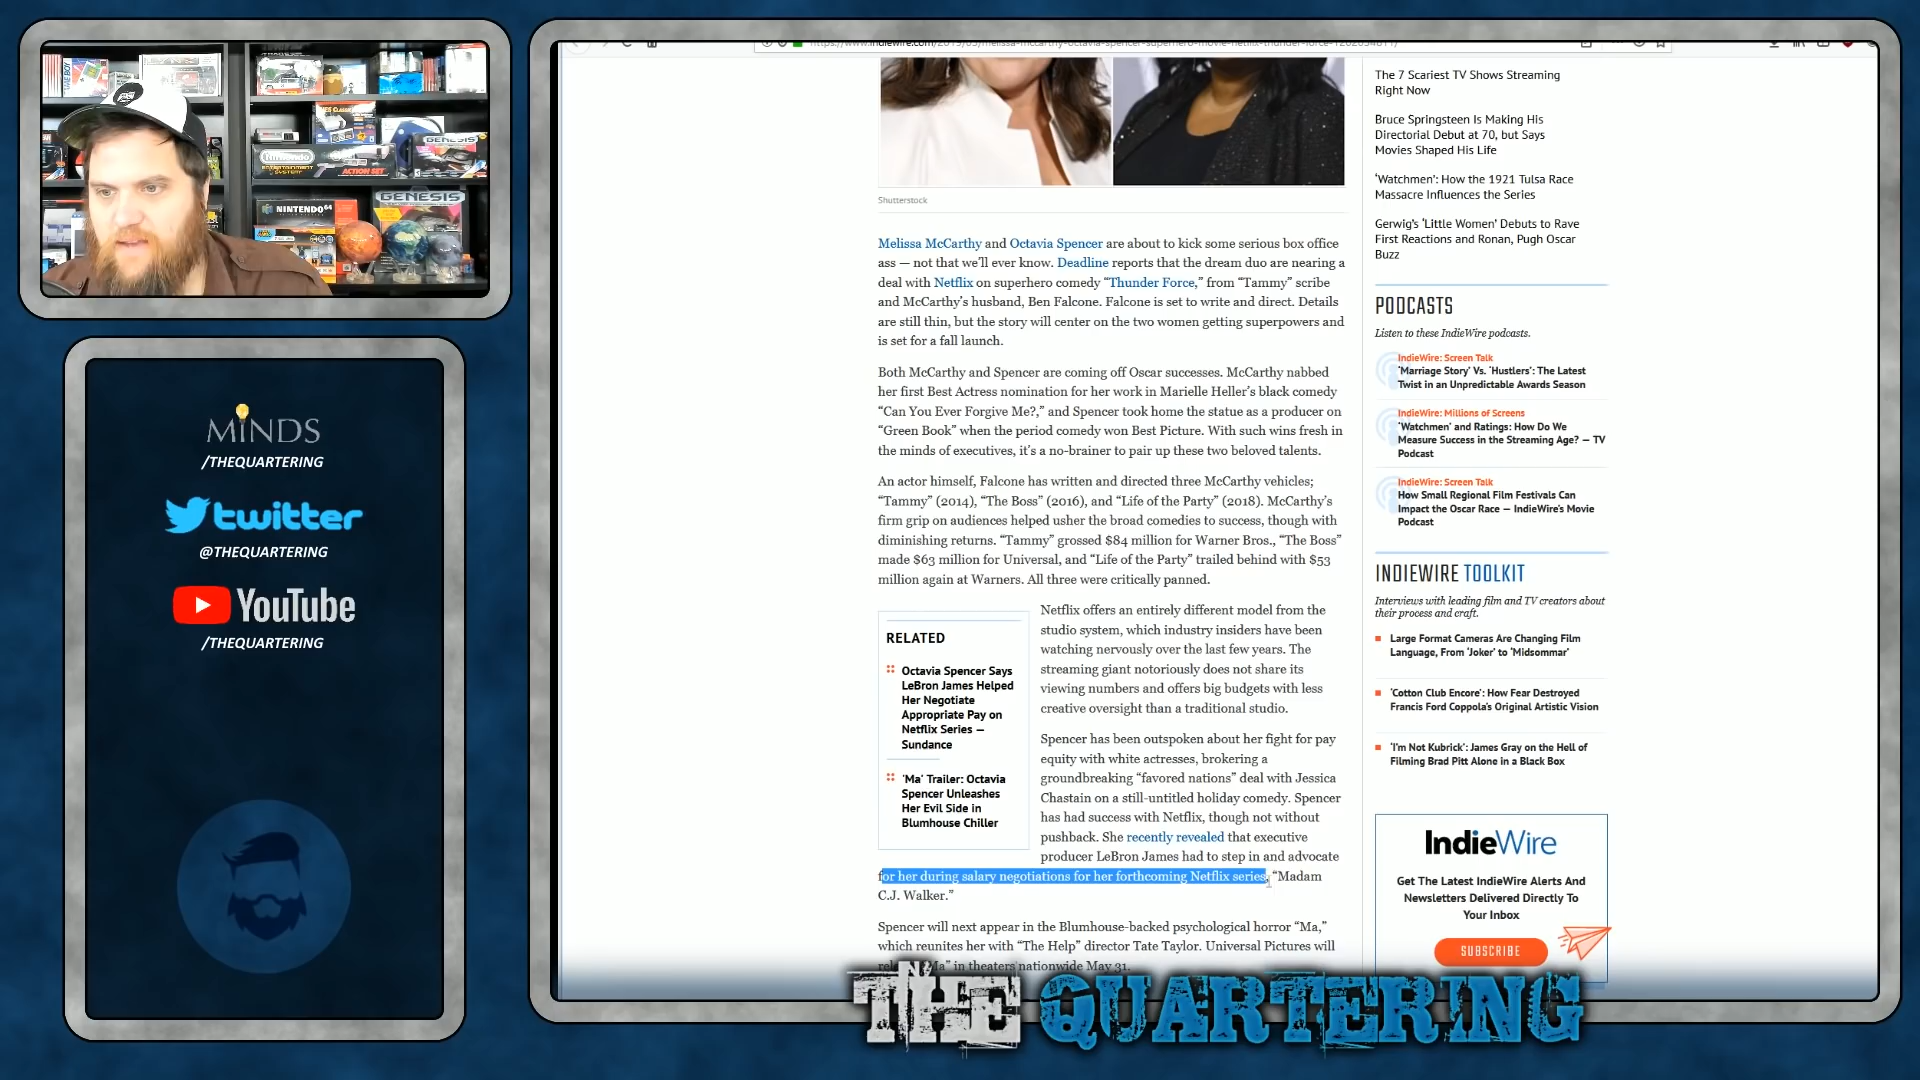 GENESIS
Nintendo
ENTERTAINMENT
SYSTEM
ACTION SET
NINTENDO 64
GENESIS
MINDS
/THEQUARTERING
twitter
@THEQUARTERING
YouTube
/THEQUARTERING
Shutterstock
Melissa McCarthy and Octavia Spencer are about to kick some serious box office
ass — not that we’ll ever know. Deadline reports that the dream duo are nearing a
deal with Netflix on superhero comedy “Thunder Force,” from “Tammy” scribe
and McCarthy’s husband, Ben Falcone. Falcone is set to write and direct. Details
are still thin, but the story will center on the two women getting superpowers and
is set for a fall launch.
Both McCarthy and Spencer are coming off Oscar successes. McCarthy nabbed
her first Best Actress nomination for her work in Marielle Heller’s black comedy
“Can You Ever Forgive Me?,” and Spencer took home the statue as a producer on
“Green Book” when the period comedy won Best Picture. With such wins fresh in
the minds of executives, it’s a no-brainer to pair up these two beloved talents.
An actor himself, Falcone has written and directed three McCarthy vehicles;
“Tammy” (2014), “The Boss” (2016), and “Life of the Party” (2018). McCarthy’s
firm grip on audiences helped usher the broad comedies to success, though with
diminishing returns. “Tammy” grossed $84 million for Warner Bros., “The Boss”
made $63 million for Universal, and “Life of the Party” trailed behind with $53
million again at Warners. All three were critically panned.
RELATED
Octavia Spencer Says
LeBron James Helped
Her Negotiate
Appropriate Pay on
Netflix Series —
Sundance
‘Ma’ Trailer: Octavia
Spencer Unleashes
Her Evil Side in
Blumhouse Chiller
Netflix offers an entirely different model from the
studio system, which industry insiders have been
watching nervously over the last few years. The
streaming giant notoriously does not share its
viewing numbers and offers big budgets with less
creative oversight than a traditional studio.
Spencer has been outspoken about her fight for pay
equity with white actresses, brokering a
groundbreaking “favored nations” deal with Jessica
Chastain on a still-untitled holiday comedy. Spencer
has had success with Netflix, though not without
pushback. She recently revealed that executive
producer LeBron James had to step in and advocate
for her during salary negotiations for her forthcoming Netflix series, “Madam
C.J. Walker.”
Spencer will next appear in the Blumhouse-backed psychological horror “Ma,”
which reunites her with “The Help” director Tate Taylor. Universal Pictures will
“Ma” in theaters nationwide May 31.
The 7 Scariest TV Shows Streaming
Right Now
Bruce Springsteen Is Making His
Directorial Debut at 70, but Says
Movies Shaped His Life
‘Watchmen’: How the 1921 Tulsa Race
Massacre Influences the Series
Gerwig’s ‘Little Women’ Debuts to Rave
First Reactions and Ronan, Pugh Oscar
Buzz
PODCASTS
Listen to these IndieWire podcasts.
IndieWire: Screen Talk
‘Marriage Story’ Vs. ‘Hustlers’: The Latest
Twist in an Unpredictable Awards Season
IndieWire: Millions of Screens
‘Watchmen’ and Ratings: How Do We
Measure Success in the Streaming Age? — TV
Podcast
IndieWire: Screen Talk
How Small Regional Film Festivals Can
Impact the Oscar Race — IndieWire’s Movie
Podcast
INDIEWIRE TOOLKIT
Interviews with leading film and TV creators about
their process and craft.
Large Format Cameras Are Changing Film
Language, From ‘Joker’ to ‘Midsommar’
‘Cotton Club Encore’: How Fear Destroyed
Francis Ford Coppola’s Original Artistic Vision
‘I’m Not Kubrick’: James Gray on the Hell of
Filming Brad Pitt Alone in a Black Box
IndieWire
Get The Latest IndieWire Alerts And
Newsletters Delivered Directly To
Your Inbox
SUBSCRIBE
THE QUARTERING